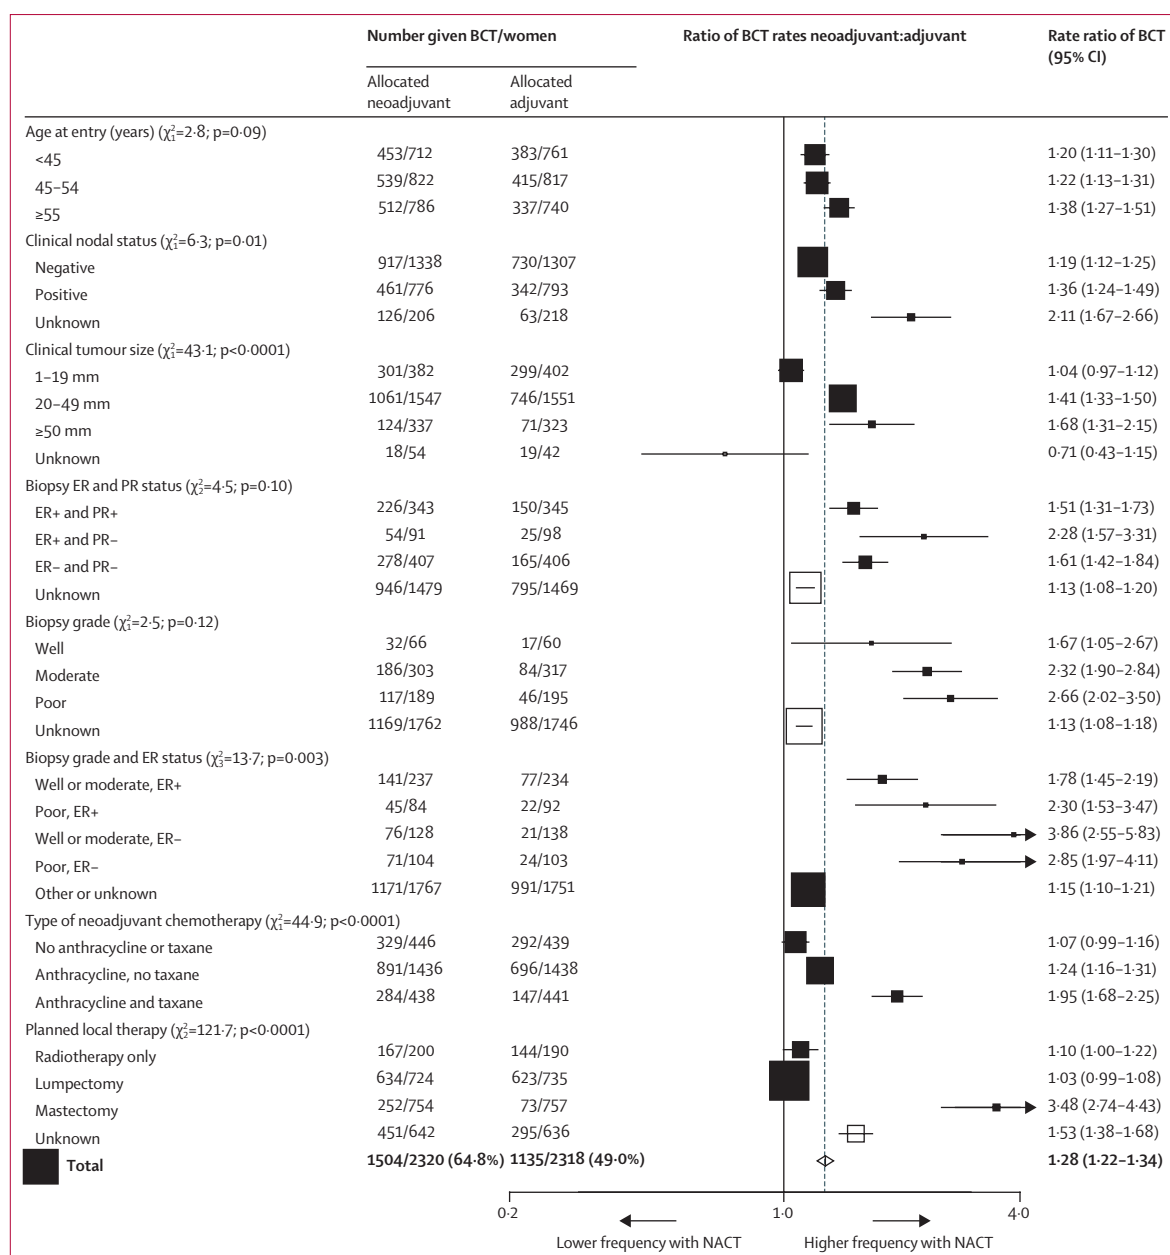 Number given BCT/women Ratio of BCT rates neoadjuvant:adjuvant Rate ratio of BCT
(95% CI)
Allocated neoadjuvant Allocated adjuvant
Age at entry (years) (χ²₁=2·8; p=0·09)
<45 453/712 383/761 1·20 (1·11–1·30)
45–54 539/822 415/817 1·22 (1·13–1·31)
≥55 512/786 337/740 1·38 (1·27–1·51)
Clinical nodal status (χ²₁=6·3; p=0·01)
Negative 917/1338 730/1307 1·19 (1·12–1·25)
Positive 461/776 342/793 1·36 (1·24–1·49)
Unknown 126/206 63/218 2·11 (1·67–2·66)
Clinical tumour size (χ²₁=43·1; p<0·0001)
1–19 mm 301/382 299/402 1·04 (0·97–1·12)
20–49 mm 1061/1547 746/1551 1·41 (1·33–1·50)
≥50 mm 124/337 71/323 1·68 (1·31–2·15)
Unknown 18/54 19/42 0·71 (0·43–1·15)
Biopsy ER and PR status (χ²₂=4·5; p=0·10)
ER+ and PR+ 226/343 150/345 1·51 (1·31–1·73)
ER+ and PR– 54/91 25/98 2·28 (1·57–3·31)
ER– and PR– 278/407 165/406 1·61 (1·42–1·84)
Unknown 946/1479 795/1469 1·13 (1·08–1·20)
Biopsy grade (χ²₁=2·5; p=0·12)
Well 32/66 17/60 1·67 (1·05–2·67)
Moderate 186/303 84/317 2·32 (1·90–2·84)
Poor 117/189 46/195 2·66 (2·02–3·50)
Unknown 1169/1762 988/1746 1·13 (1·08–1·18)
Biopsy grade and ER status (χ²₃=13·7; p=0·003)
Well or moderate, ER+ 141/237 77/234 1·78 (1·45–2·19)
Poor, ER+ 45/84 22/92 2·30 (1·53–3·47)
Well or moderate, ER– 76/128 21/138 3·86 (2·55–5·83)
Poor, ER– 71/104 24/103 2·85 (1·97–4·11)
Other or unknown 1171/1767 991/1751 1·15 (1·10–1·21)
Type of neoadjuvant chemotherapy (χ²₁=44·9; p<0·0001)
No anthracycline or taxane 329/446 292/439 1·07 (0·99–1·16)
Anthracycline, no taxane 891/1436 696/1438 1·24 (1·16–1·31)
Anthracycline and taxane 284/438 147/441 1·95 (1·68–2·25)
Planned local therapy (χ²₂=121·7; p<0·0001)
Radiotherapy only 167/200 144/190 1·10 (1·00–1·22)
Lumpectomy 634/724 623/735 1·03 (0·99–1·08)
Mastectomy 252/754 73/757 3·48 (2·74–4·43)
Unknown 451/642 295/636 1·53 (1·38–1·68)
Total 1504/2320 (64·8%) 1135/2318 (49·0%) 1·28 (1·22–1·34)
0·2 1·0 4·0
Lower frequency with NACT Higher frequency with NACT